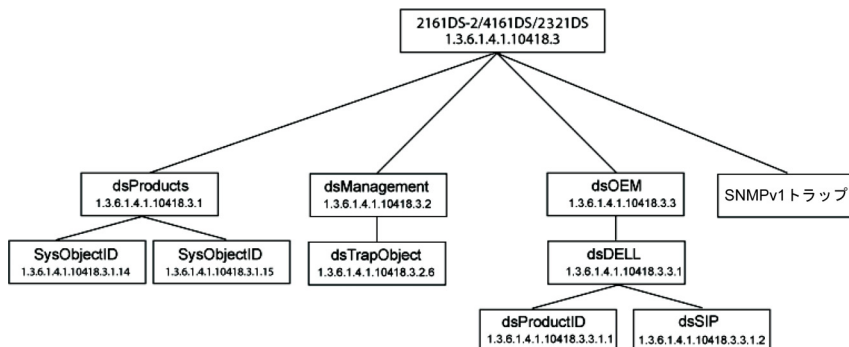 2161DS-2/4161DS/2321DS
1.3.6.1.4.1.10418.3
dsProducts
1.3.6.1.4.1.10418.3.1
dsManagement
1.3.6.1.4.1.10418.3.2
dsOEM
1.3.6.1.4.1.10418.3.3
SNMPv1トラップ
SysObjectID
1.3.6.1.4.1.10418.3.1.14
SysObjectID
1.3.6.1.4.1.10418.3.1.15
dsTrapObject
1.3.6.1.4.1.10418.3.2.6
dsDELL
1.3.6.1.4.1.10418.3.3.1
dsProductID
1.3.6.1.4.1.10418.3.3.1.1
dsSIP
1.3.6.1.4.1.10418.3.3.1.2